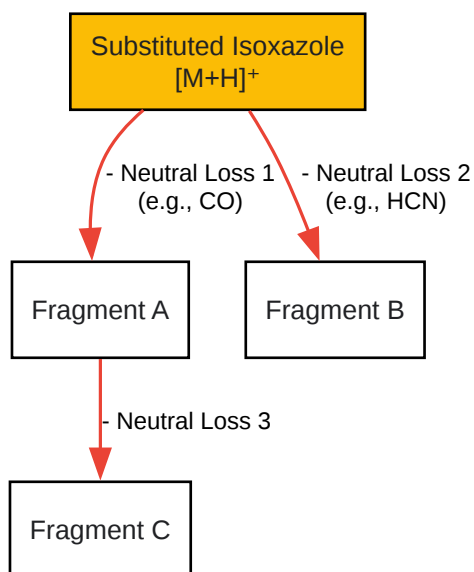 Substituted Isoxazole
[M+H]⁺
- Neutral Loss 1
(e.g., CO)
- Neutral Loss 2
(e.g., HCN)
Fragment A
Fragment B
- Neutral Loss 3
Fragment C